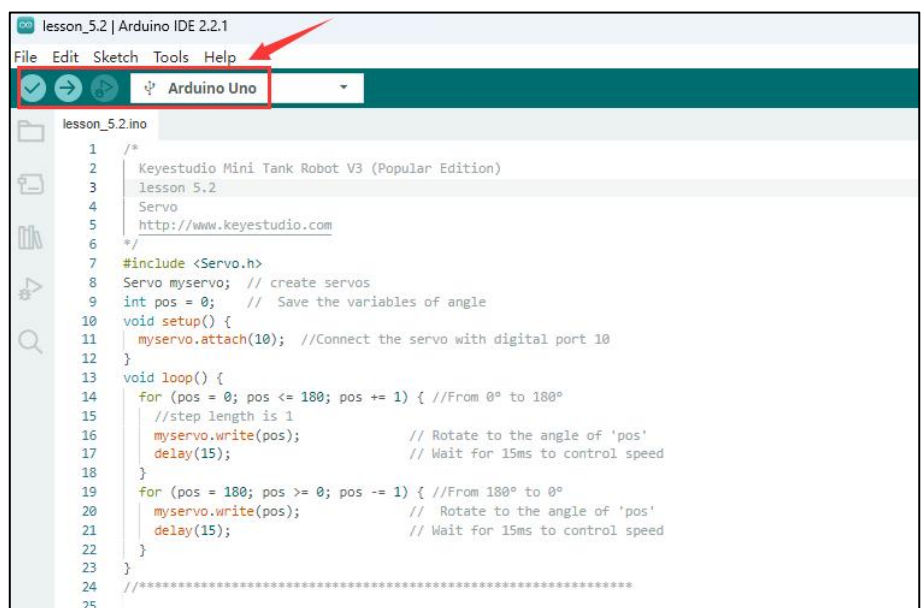 lesson_5.2 | Arduino IDE 2.2.1
File Edit Sketch Tools Help
Arduino Uno
lesson_5.2.ino
1 /*
2 Keyestudio Mini Tank Robot V3 (Popular Edition)
3 lesson 5.2
4 Servo
5 http://www.keyestudio.com
6 */
7 #include <Servo.h>
8 Servo myservo; // create servos
9 int pos = 0; // Save the variables of angle
10 void setup() {
11 myservo.attach(10); //Connect the servo with digital port 10
12 }
13 void loop() {
14 for (pos = 0; pos <= 180; pos += 1) { //From 0° to 180°
15 //step length is 1
16 myservo.write(pos); // Rotate to the angle of 'pos'
17 delay(15); // Wait for 15ms to control speed
18 }
19 for (pos = 180; pos >= 0; pos -= 1) { //From 180° to 0°
20 myservo.write(pos); // Rotate to the angle of 'pos'
21 delay(15); // Wait for 15ms to control speed
22 }
23 }
24 //****************************************************************
25